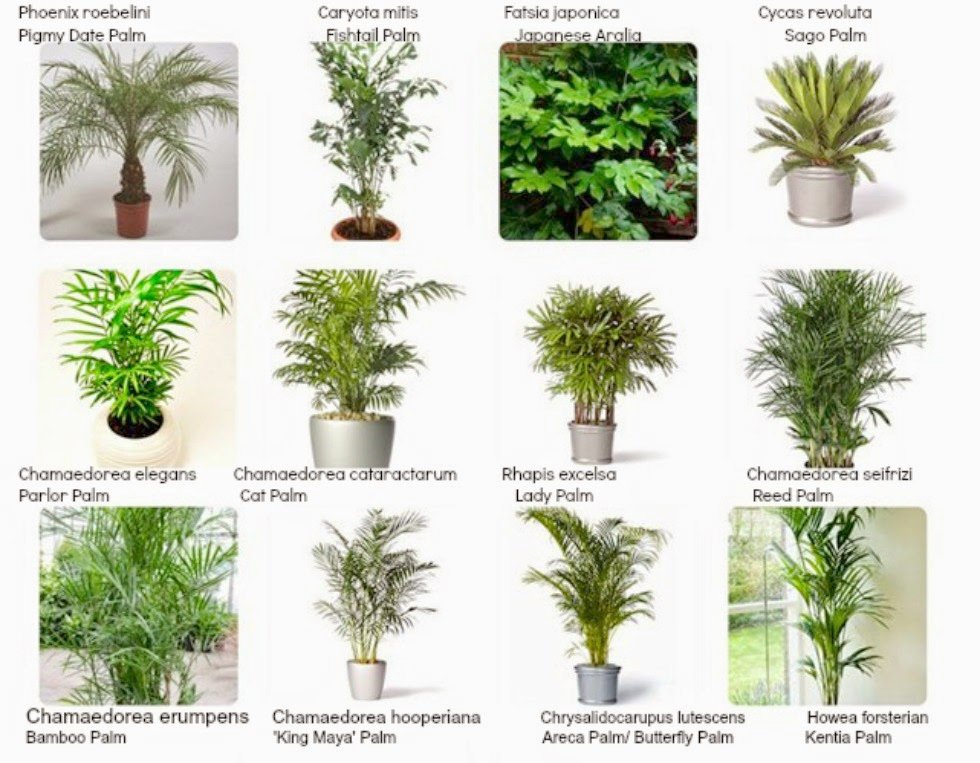 Phoenix roebelini
Pigmy Date Palm
Caryota mitis
Fishtail Palm
Fatsia japonica
Japanese Aralia
Cycas revoluta
Sago Palm
Chamaedorea elegans
Parlor Palm
Chamaedorea cataractarum
Cat Palm
Rhapis excelsa
Lady Palm
Chamaedorea seifrizi
Reed Palm
Chamaedorea erumpens
Bamboo Palm
Chamaedorea hooperiana
'King Maya' Palm
Chrysalidocarupus lutescens
Areca Palm/ Butterfly Palm
Howea forsterian
Kentia Palm